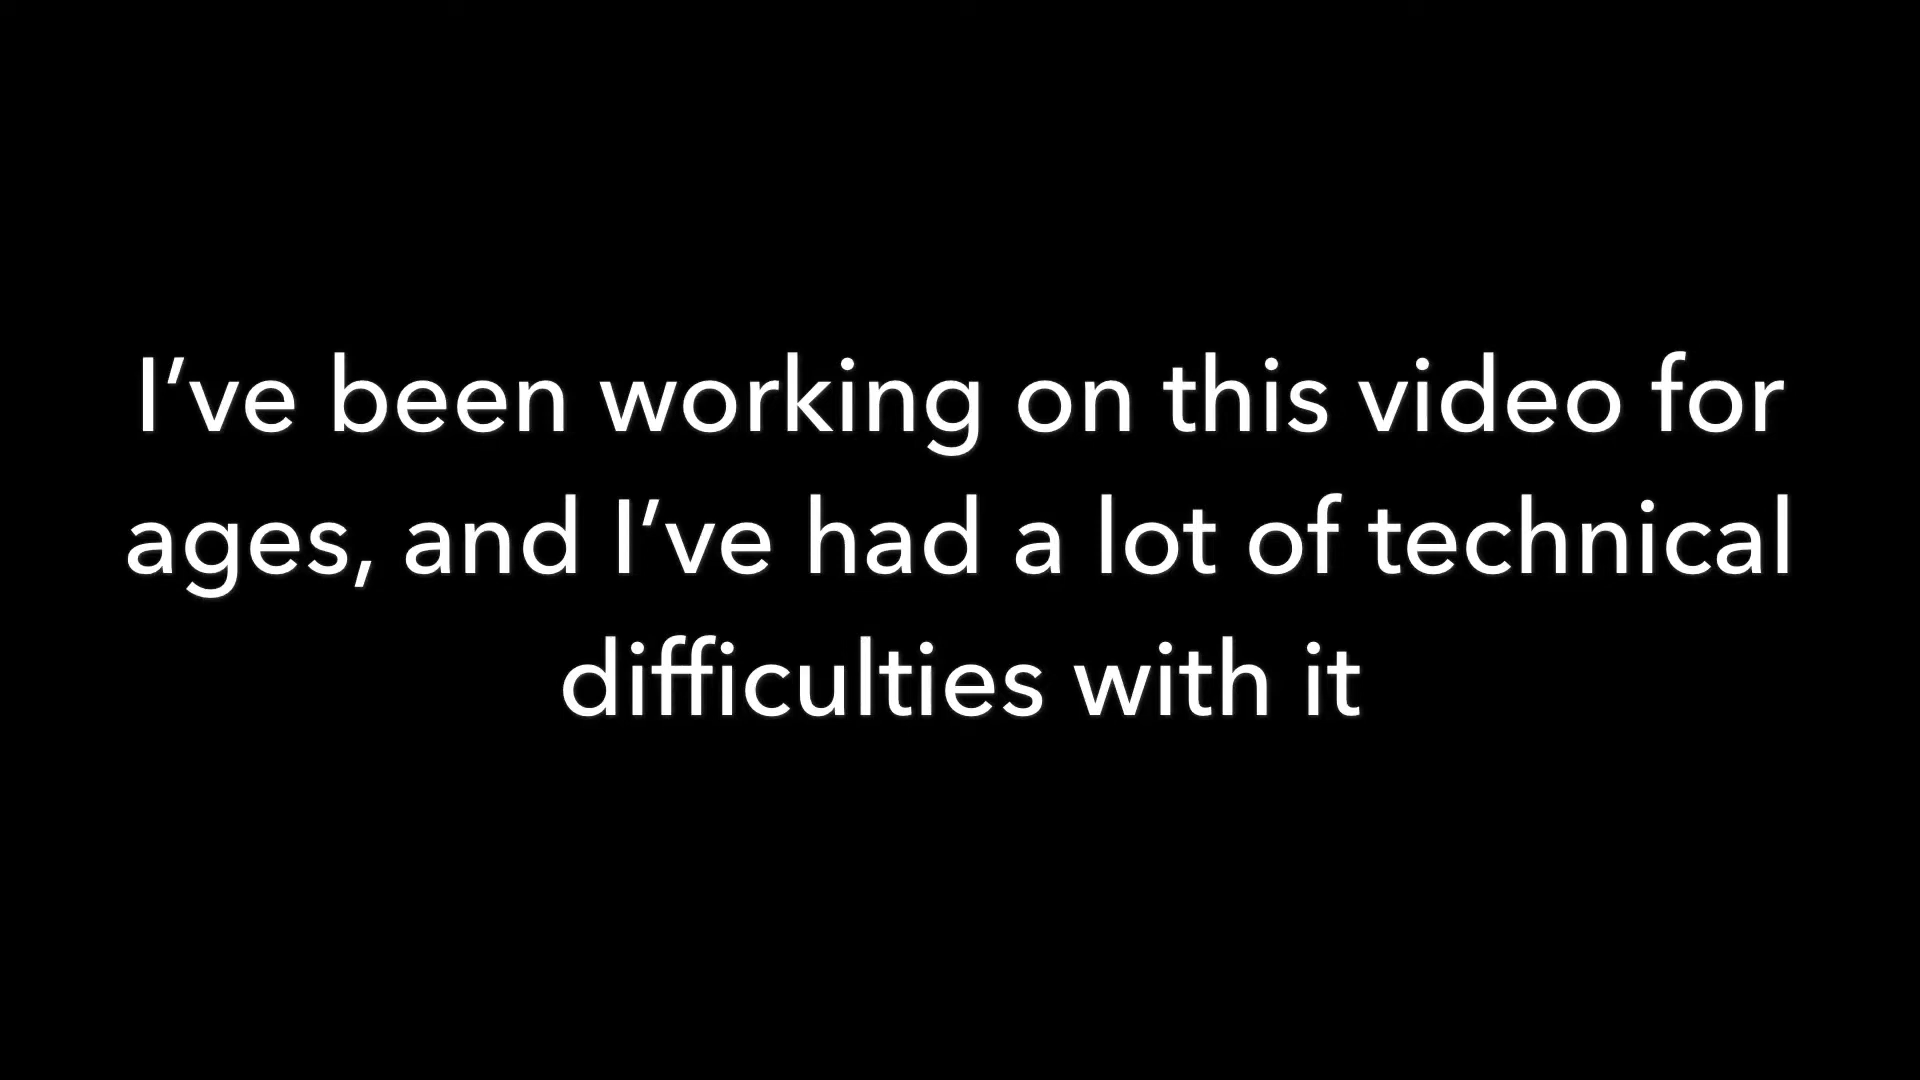 I’ve been working on this video for
ages, and I’ve had a lot of technical
difficulties with it